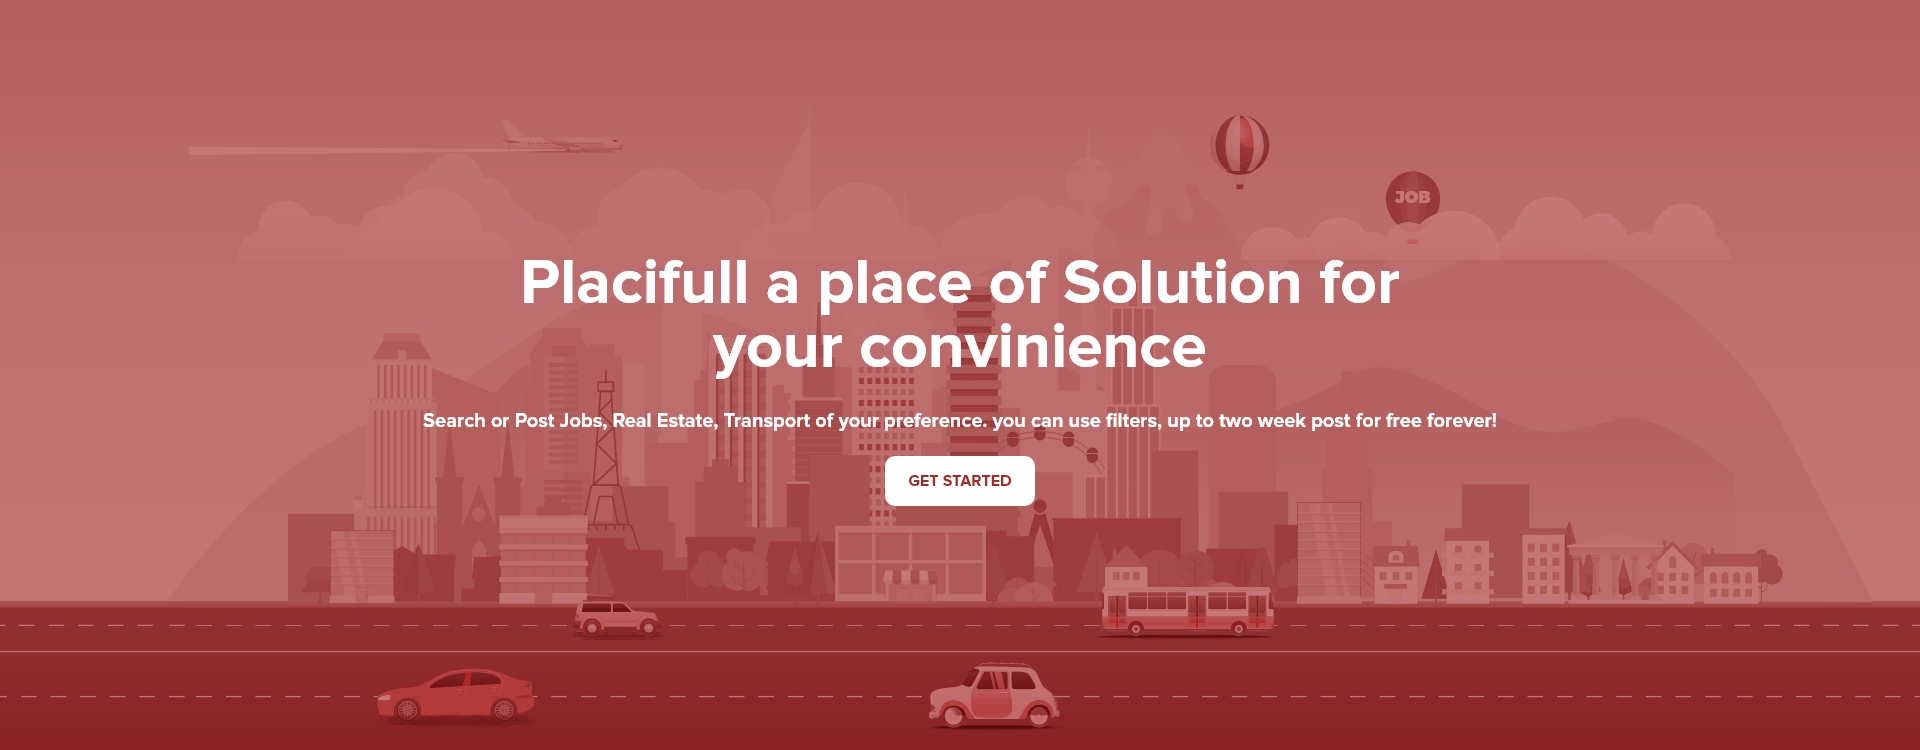 JOB
Placifull a place of Solution for
your convinience
Search or Post Jobs, Real Estate, Transport of your preference. you can use filters, up to two week post for free forever!
GET STARTED